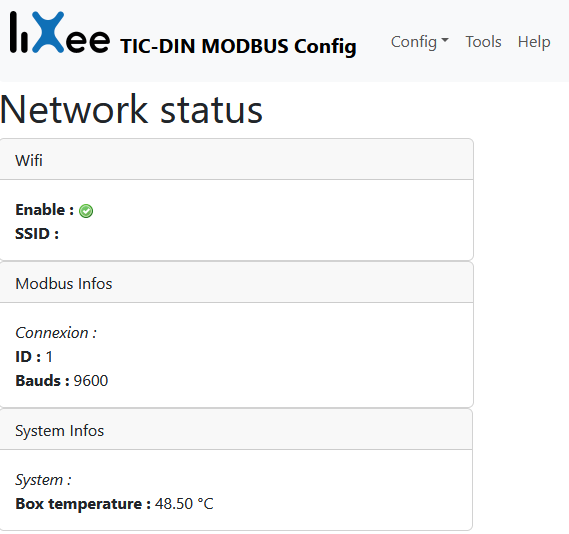 liXee TIC-DIN MODBUS Config Config Tools Help
Network status
Wifi
Enable :
SSID :
Modbus Infos
Connexion :
ID : 1
Bauds : 9600
System Infos
System :
Box temperature : 48.50 °C